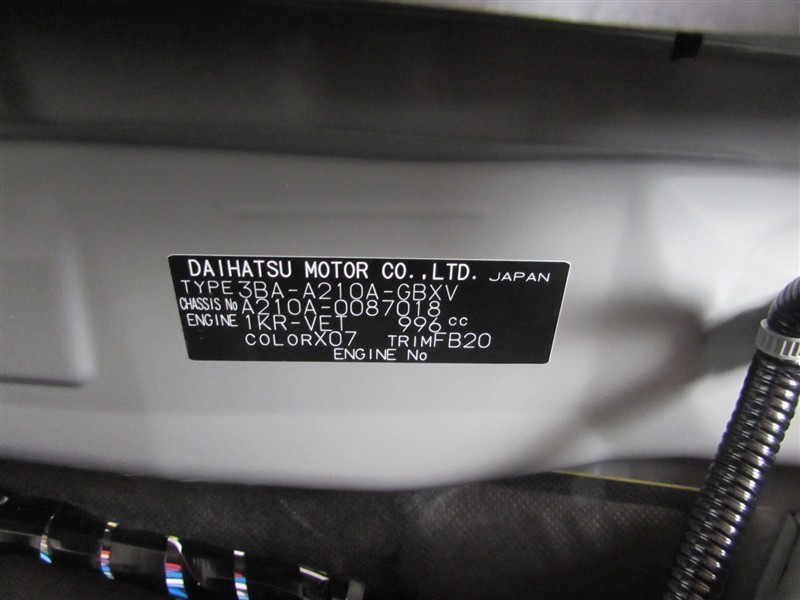 DAIHATSU MOTOR CO.,LTD. JAPAN
TYPE 3BA-A210A-GBXV
CHASSIS No A210A-0087018
ENGINE 1KR-VET 996 cc
COLOR X07 TRIM FB20
ENGINE No